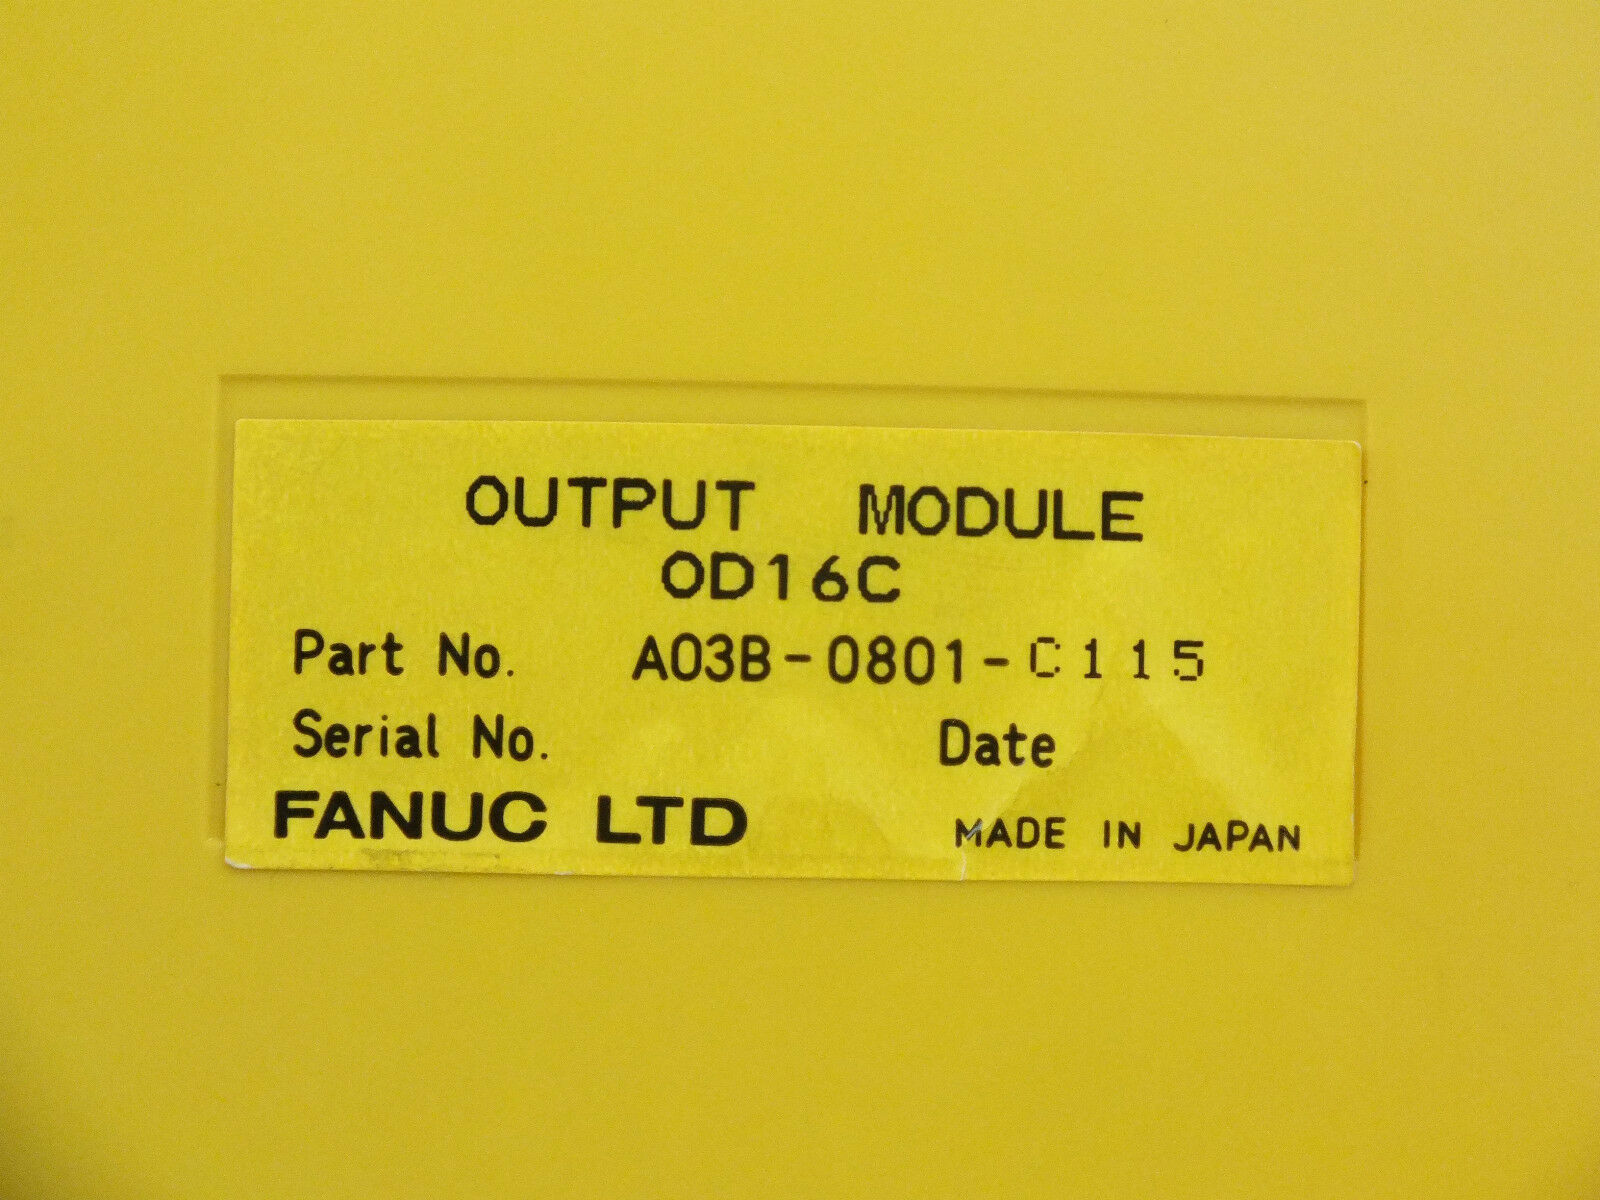 OUTPUT MODULE
OD16C
Part No. A03B-0801-C115
Serial No. Date
FANUC LTD MADE IN JAPAN